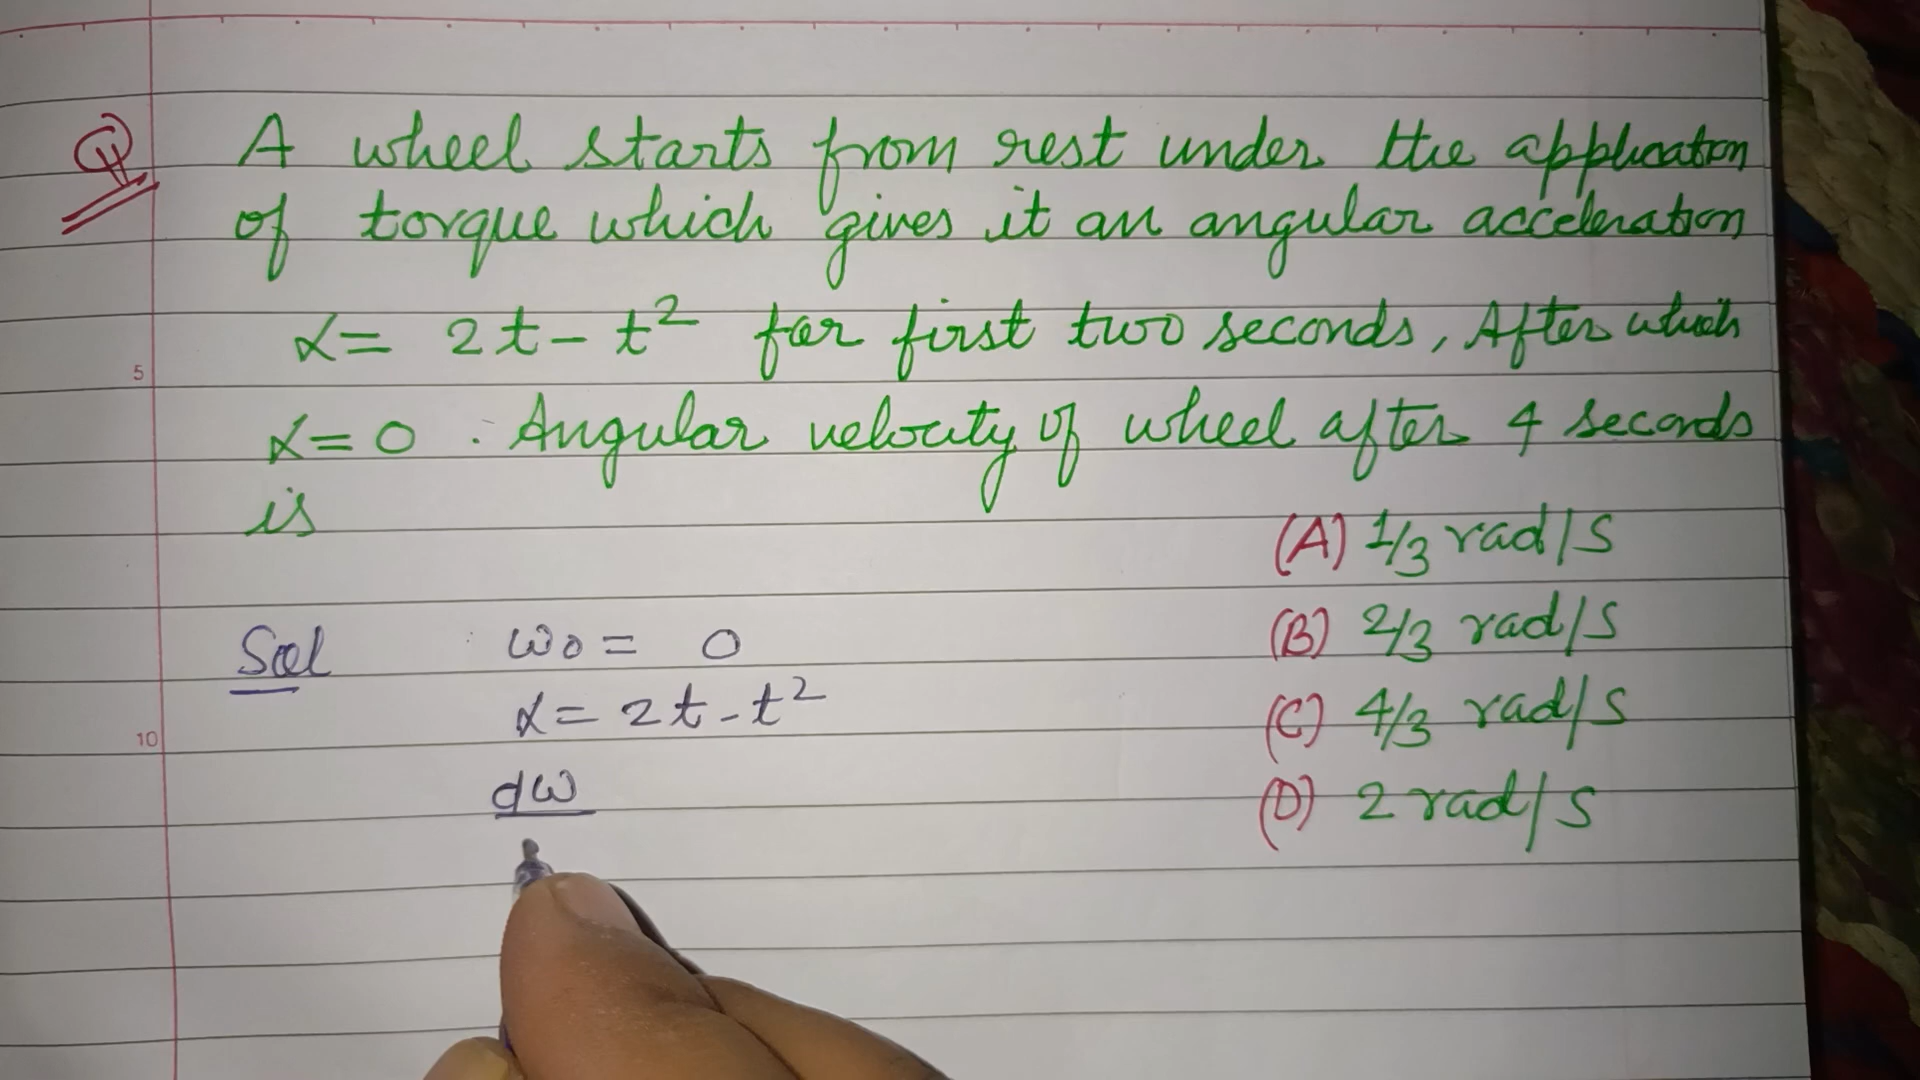 Q A wheel starts from rest under the application
of torque which gives it an angular acceleration
α = 2t - t² for first two seconds, After which
5
α = 0 . Angular velocity of wheel after 4 seconds
is
(A) 1/3 rad/s
(B) 2/3 rad/s
(C) 4/3 rad/s
(D) 2 rad/s
Sol ω₀ = 0
α = 2t - t²
10
dω